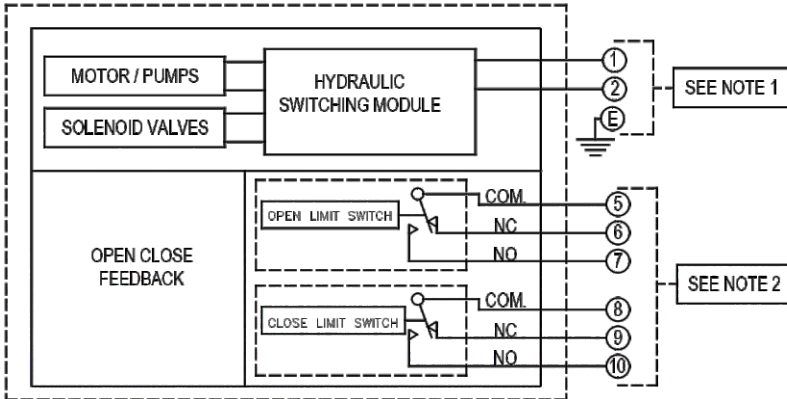 MOTOR / PUMPS
SOLENOID VALVES
HYDRAULIC
SWITCHING MODULE
1
2
E
SEE NOTE 1
OPEN CLOSE
FEEDBACK
OPEN LIMIT SWITCH
COM.
NC
NO
5
6
7
CLOSE LIMIT SWITCH
COM.
NC
NO
8
9
10
SEE NOTE 2